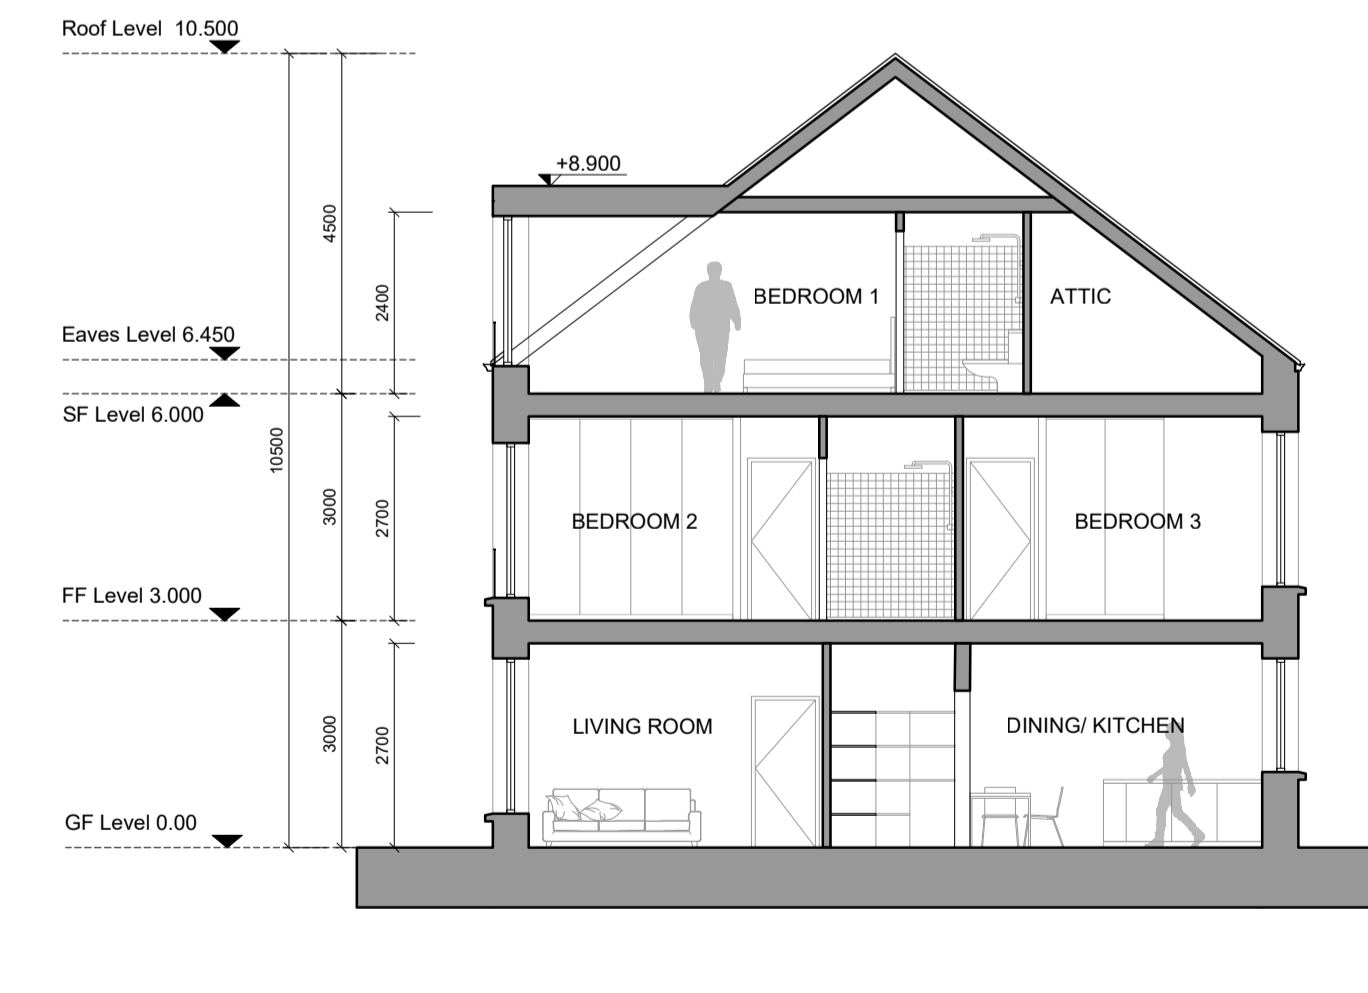 Roof Level 10.500
+8.900
4500
2400
BEDROOM 1
ATTIC
Eaves Level 6.450
SF Level 6.000
10500
3000
2700
BEDROOM 2
BEDROOM 3
FF Level 3.000
3000
2700
LIVING ROOM
DINING/ KITCHEN
GF Level 0.00